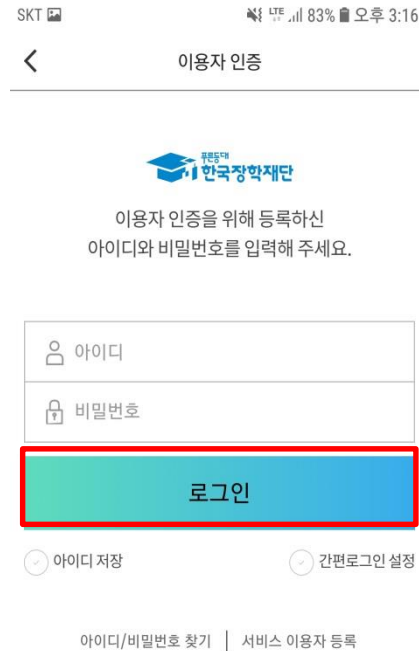 SKT LTE 83% 오후 3:16
이용자 인증
푸른등대
한국장학재단
이용자 인증을 위해 등록하신
아이디와 비밀번호를 입력해 주세요.
아이디
비밀번호
로그인
아이디 저장 간편로그인 설정
아이디/비밀번호 찾기 | 서비스 이용자 등록